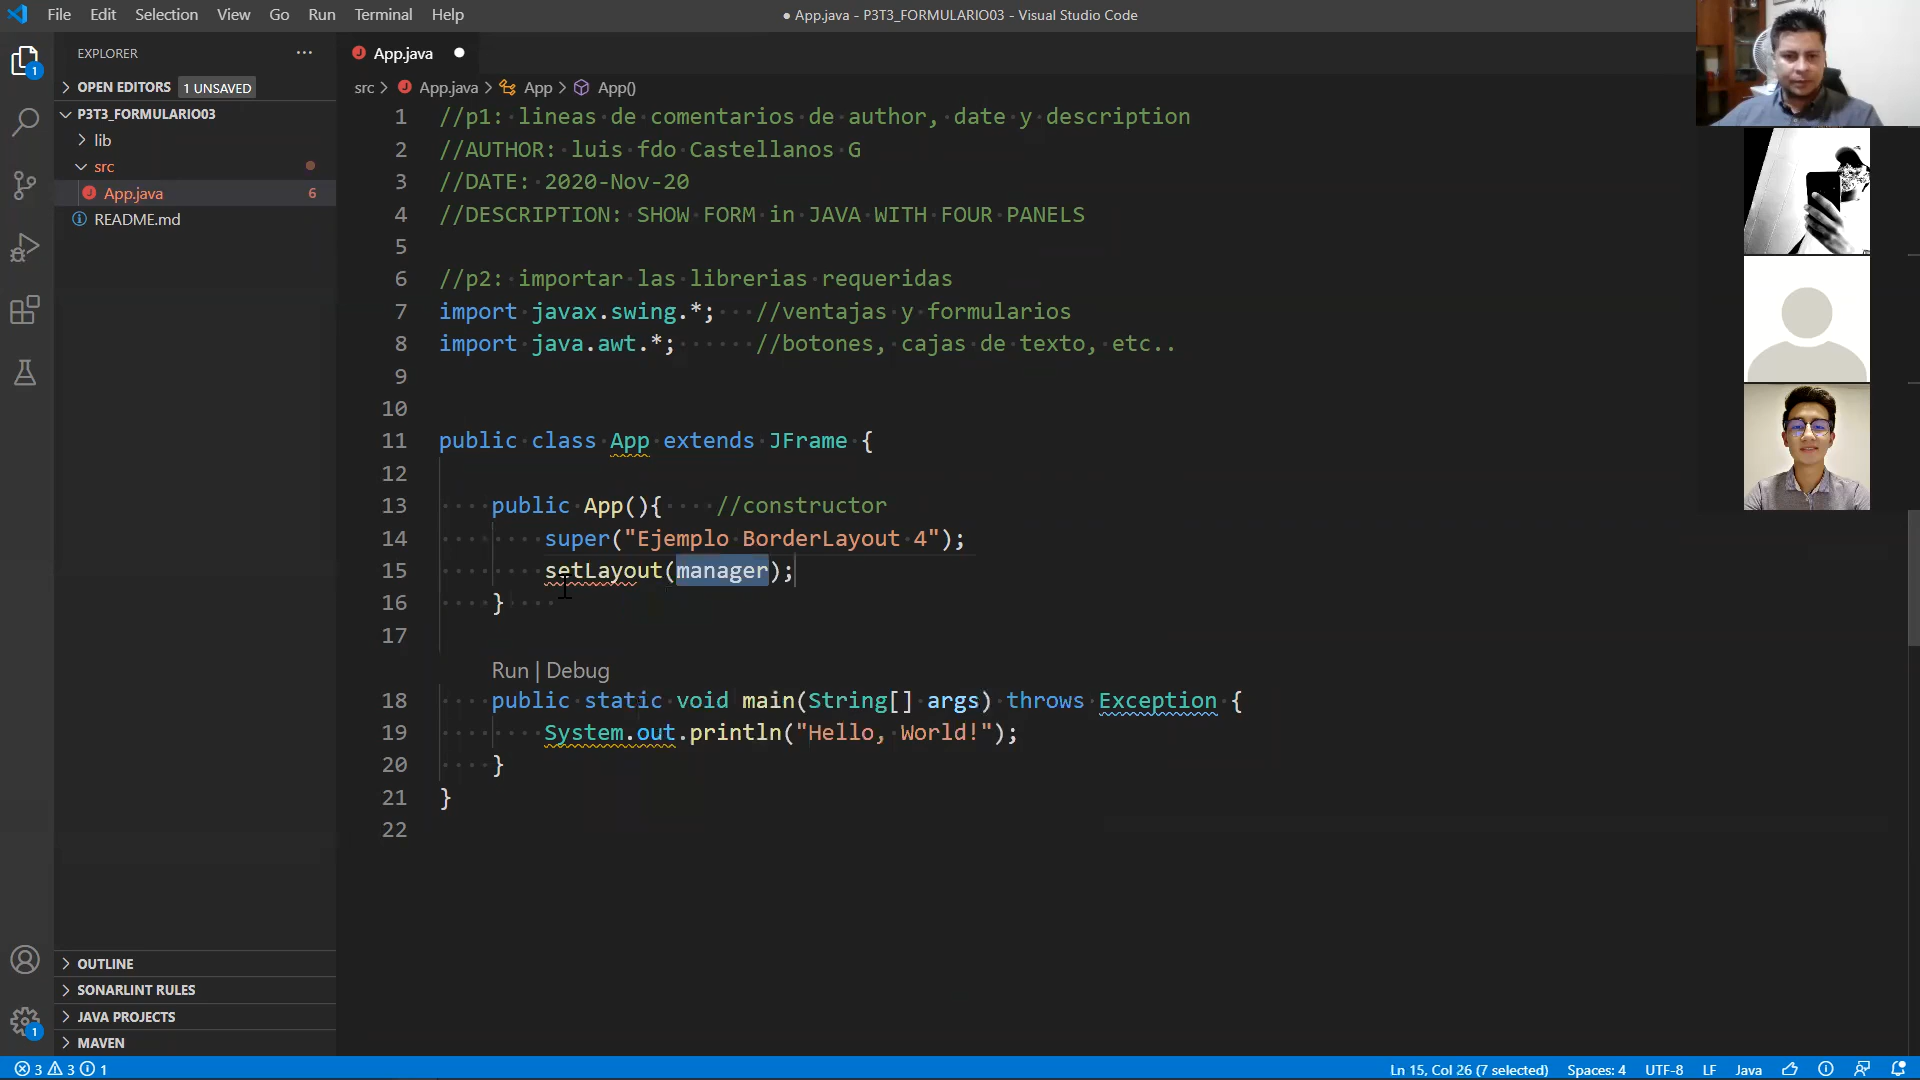 File Edit Selection View Go Run Terminal Help
● App.java - P3T3_FORMULARIO03 - Visual Studio Code
EXPLORER
OPEN EDITORS 1 UNSAVED
P3T3_FORMULARIO03
lib
src
App.java 6
README.md
OUTLINE
SONARLINT RULES
JAVA PROJECTS
MAVEN
1
1
App.java
src > App.java > App > App()
1 //p1: lineas de comentarios de author, date y description
2 //AUTHOR: luis fdo Castellanos G
3 //DATE: 2020-Nov-20
4 //DESCRIPTION: SHOW FORM in JAVA WITH FOUR PANELS
5
6 //p2: importar las librerias requeridas
7 import javax.swing.*; //ventajas y formularios
8 import java.awt.*; //botones, cajas de texto, etc..
9
10
11 public class App extends JFrame {
12
13 public App(){ //constructor
14 super("Ejemplo BorderLayout 4");
15 setLayout(manager);
16 }
17
Run | Debug
18 public static void main(String[] args) throws Exception {
19 System.out.println("Hello, World!");
20 }
21 }
22
3 3 1
Ln 15, Col 26 (7 selected) Spaces: 4 UTF-8 LF Java